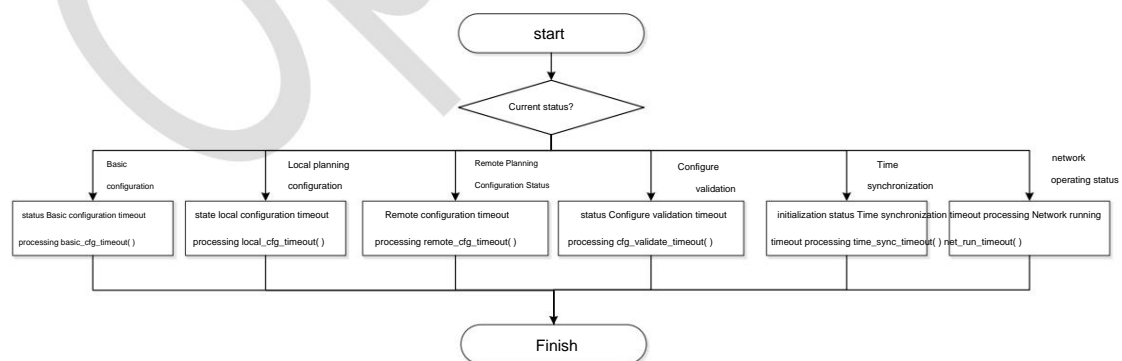 start
Current status?
Basic
configuration
Local planning
configuration
Remote Planning
Configuration Status
Configure
validation
Time
synchronization
network
operating status
status Basic configuration timeout
processing basic_cfg_timeout( )
state local configuration timeout
processing local_cfg_timeout( )
Remote configuration timeout
processing remote_cfg_timeout( )
status Configure validation timeout
processing cfg_validate_timeout( )
initialization status Time synchronization timeout processing Network running
timeout processing time_sync_timeout( ) net_run_timeout( )
Finish